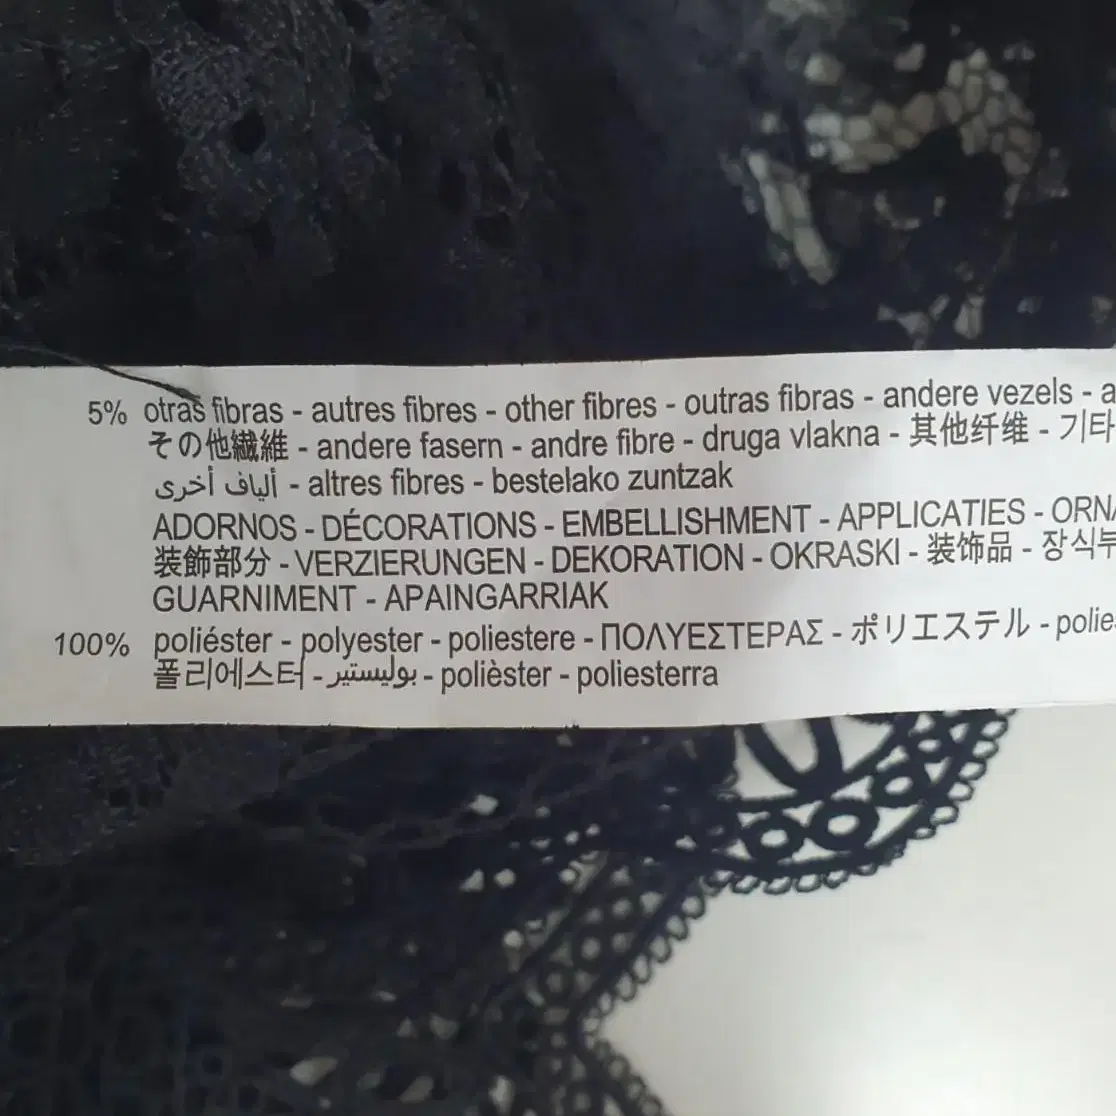 5% otras fibras - autres fibres - other fibres - outras fibras - andere vezels -
その他繊維 - andere fasern - andre fibre - druga vlakna - 其他纤维 - 기타
ألياف أخرى - altres fibres - bestelako zuntzak
ADORNOS - DÉCORATIONS - EMBELLISHMENT - APPLICATIES -
装飾部分 - VERZIERUNGEN - DEKORATION - OKRASKI - 装饰品 -
GUARNIMENT - APAINGARRIAK
100% poliéster - polyester - poliestere - ΠΟΛΥΕΣΤΕΡΑΣ - ポリエステル -
폴리에스터 - بوليستير - polièster - poliesterra